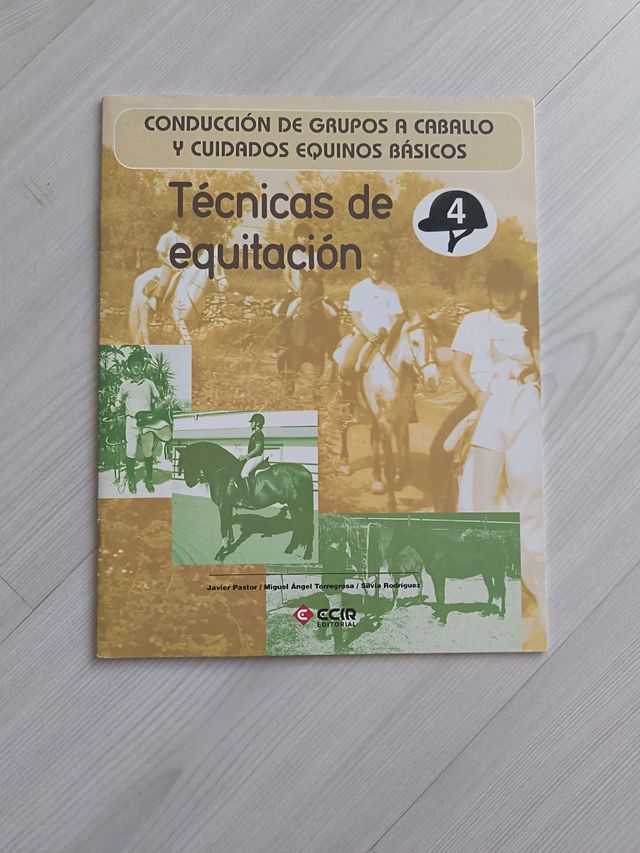 CONDUCCIÓN DE GRUPOS A CABALLO
Y CUIDADOS EQUINOS BÁSICOS
Técnicas de
equitación
4
Javier Pastor / Miguel Ángel Torregrosa / Silvia Rodríguez
ECIR
EDITORIAL